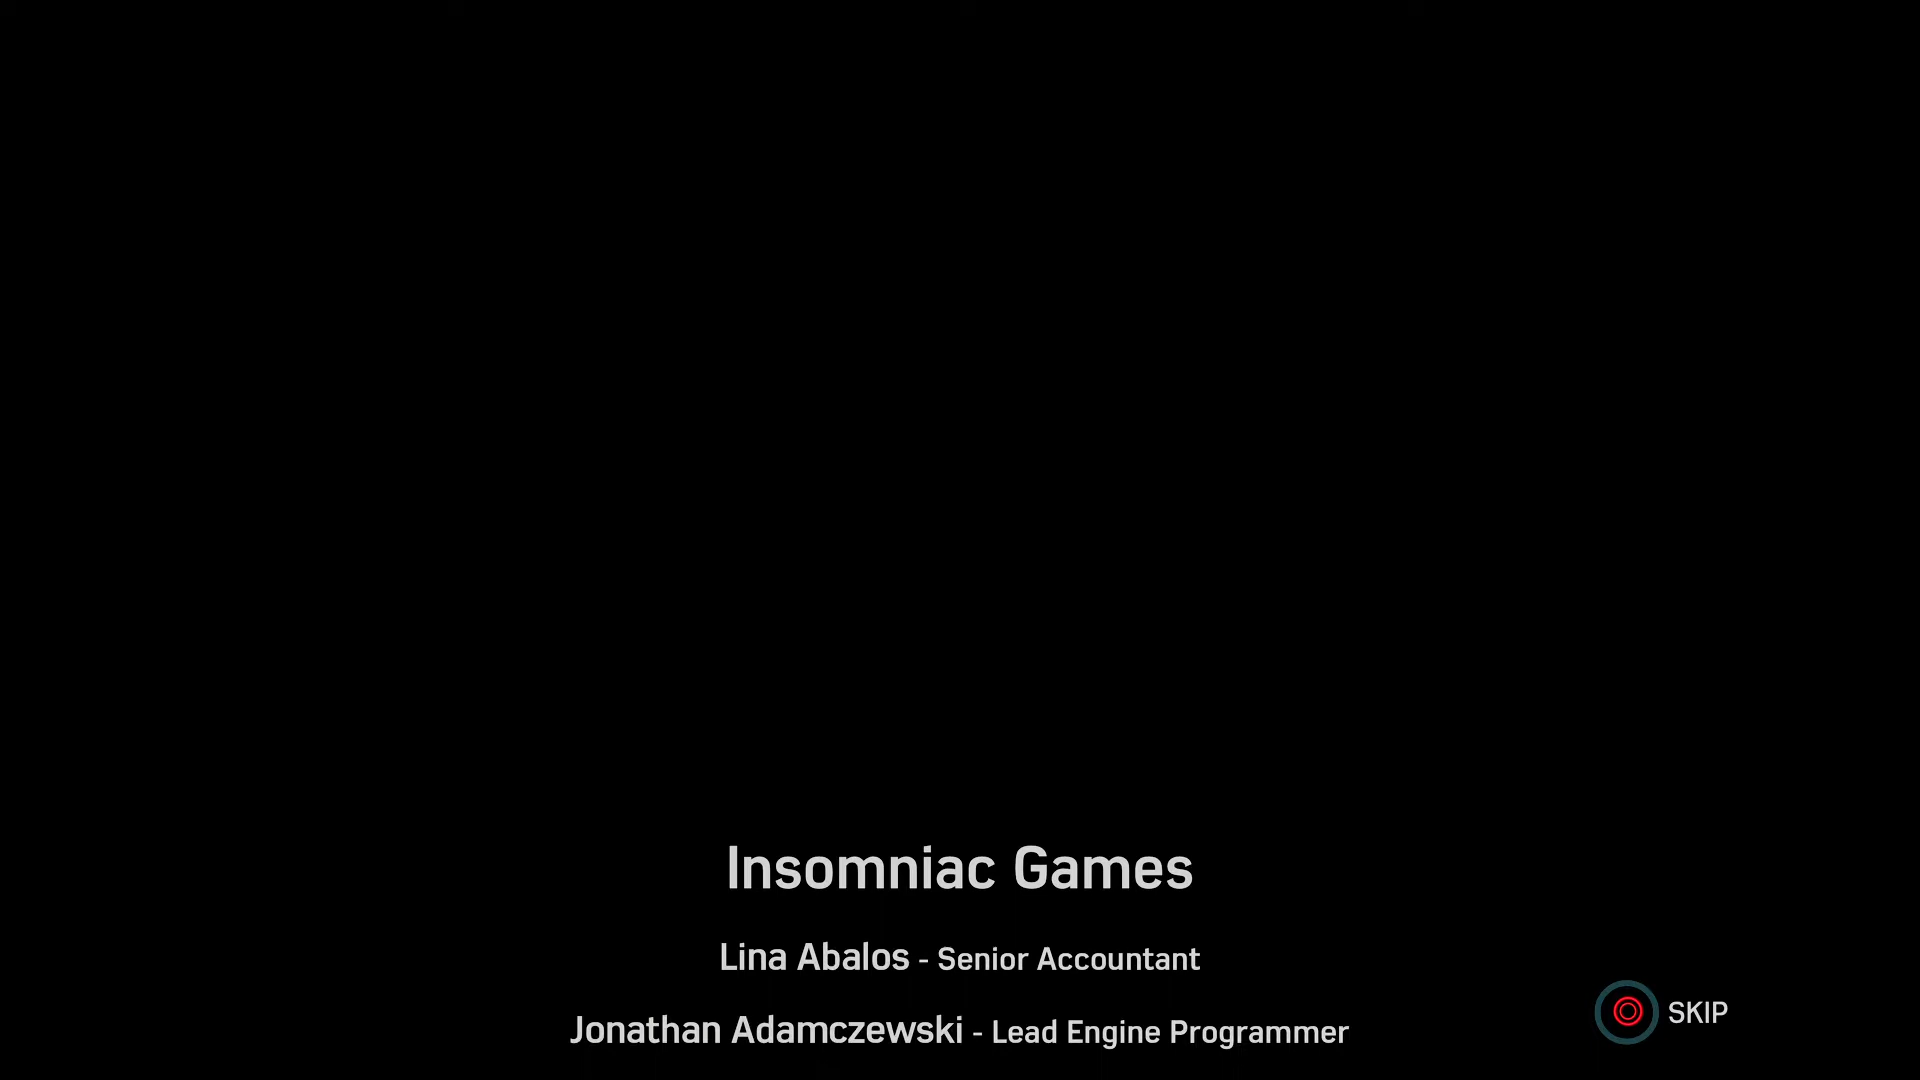 Insomniac Games
Lina Abalos - Senior Accountant
Jonathan Adamczewski - Lead Engine Programmer
SKIP